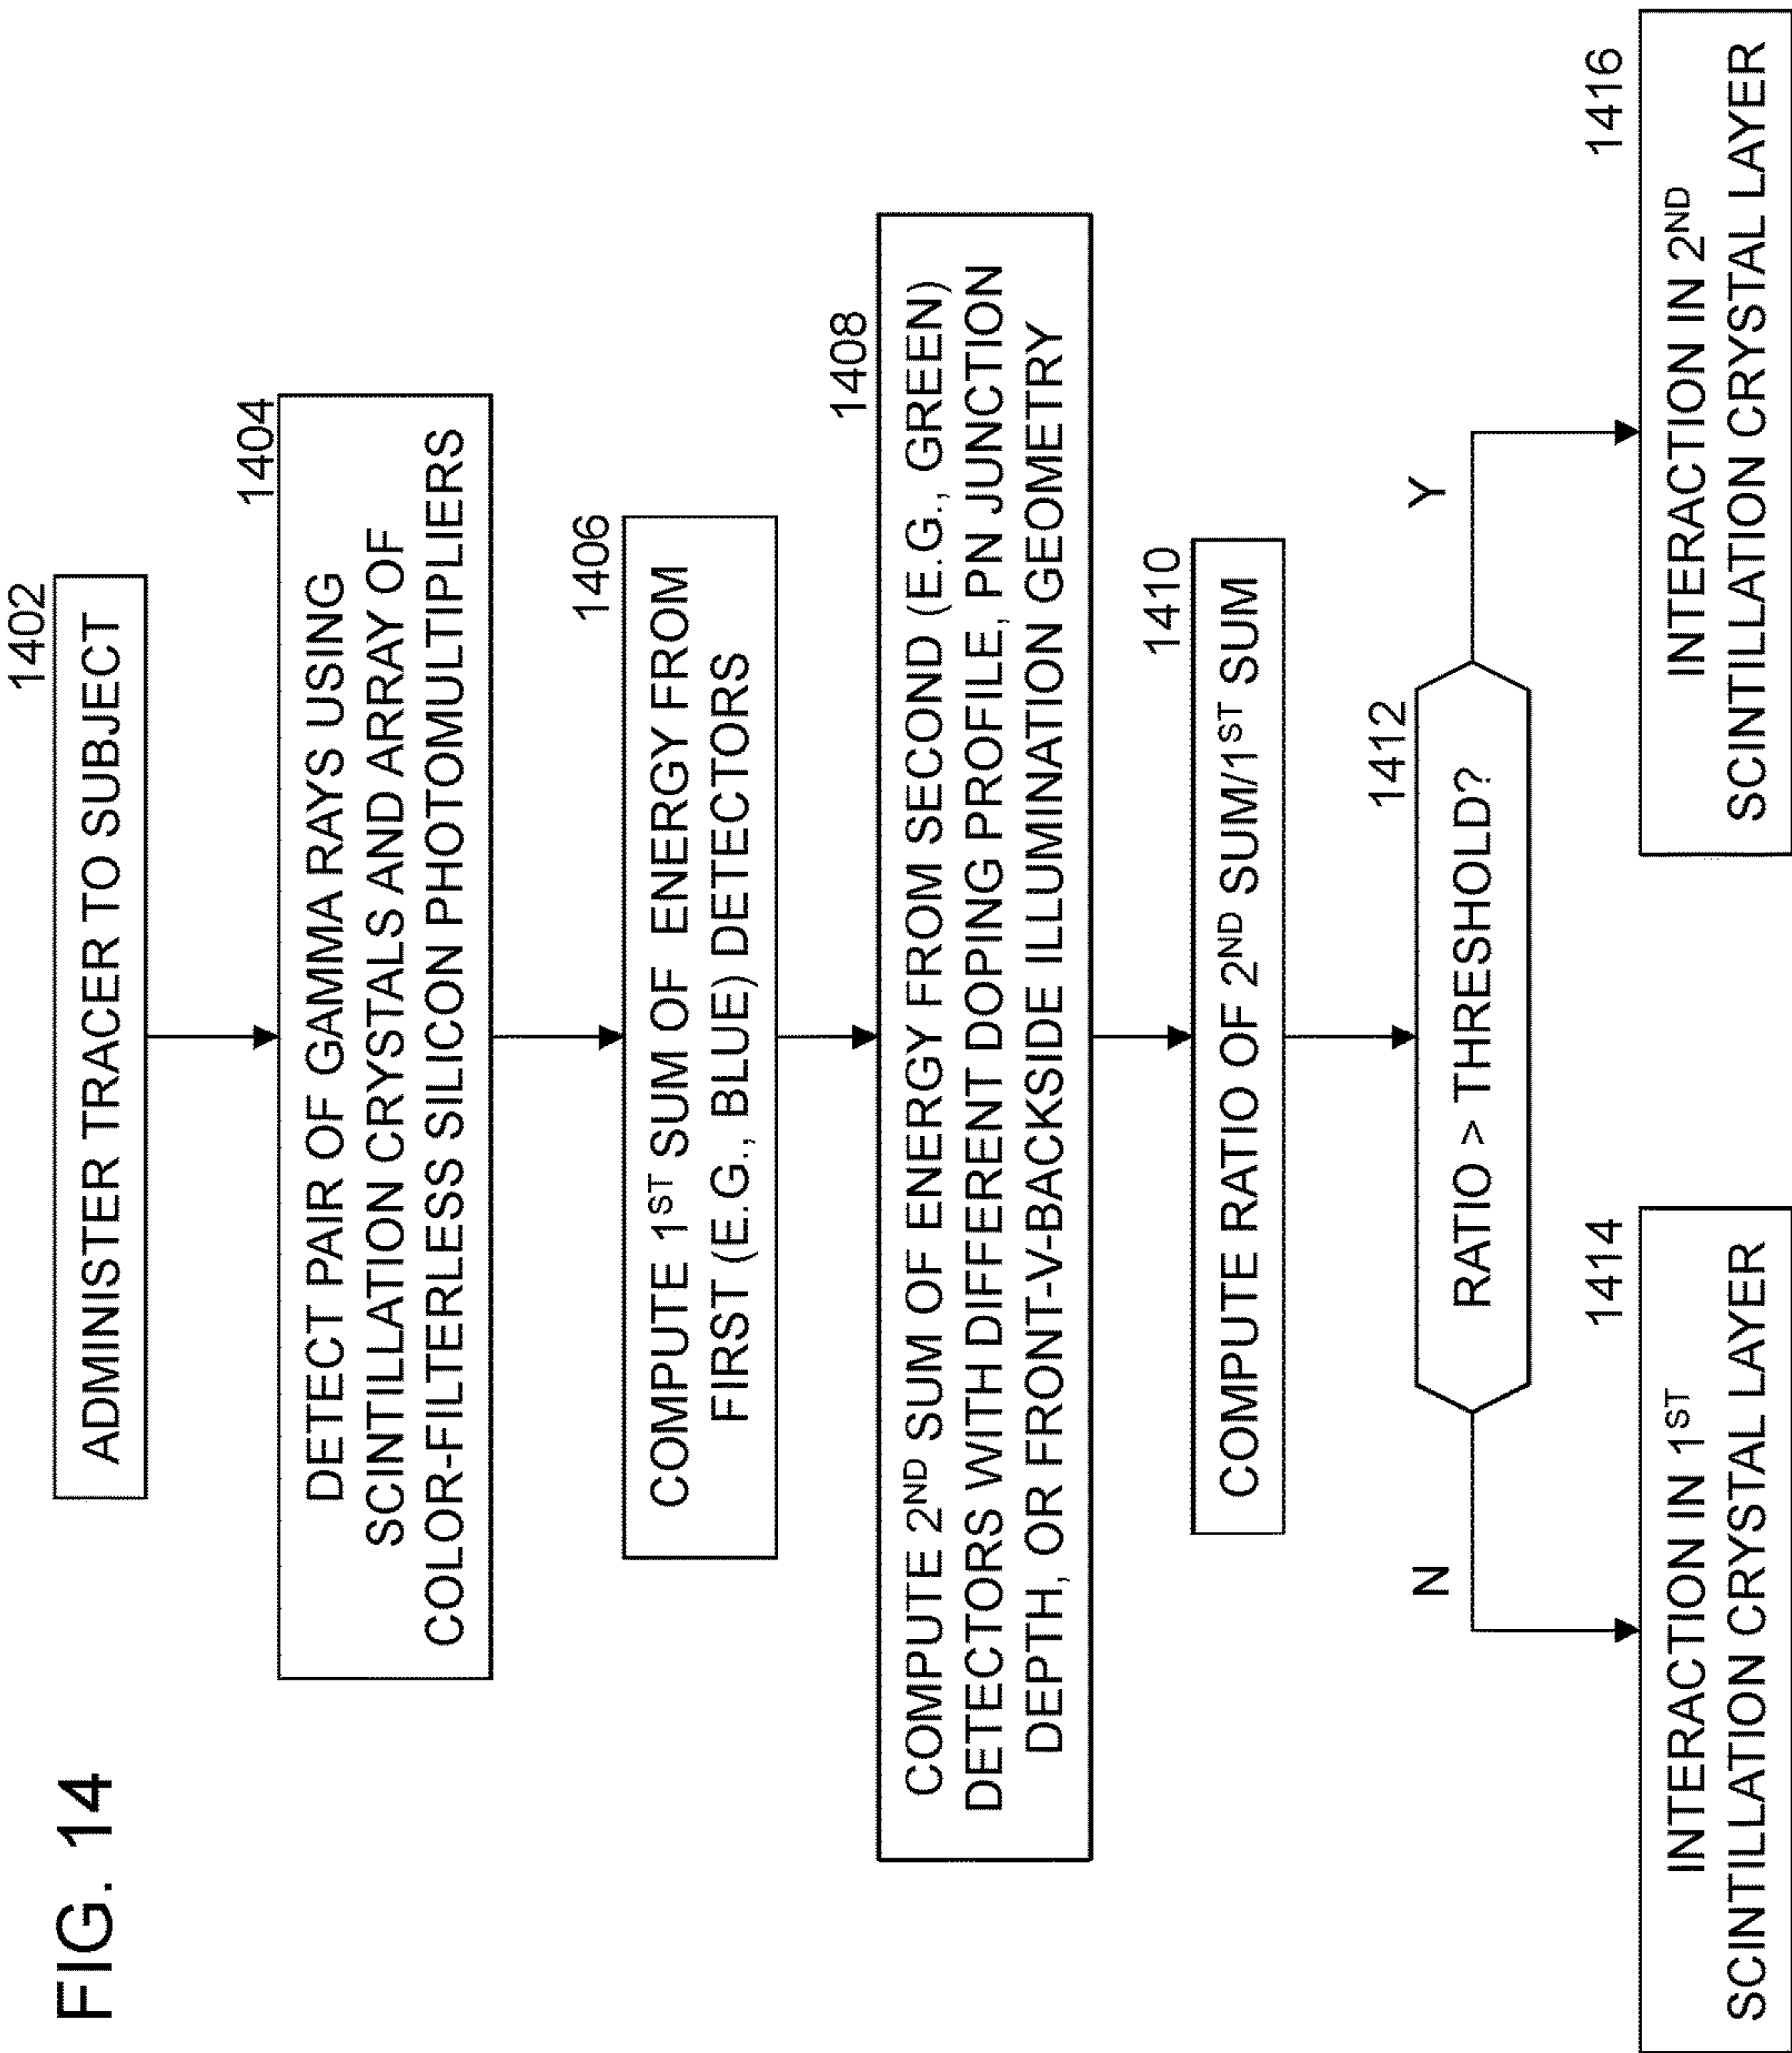 FIG. 14
1402
ADMINISTER TRACER TO SUBJECT
1404
DETECT PAIR OF GAMMA RAYS USING
SCINTILLATION CRYSTALS AND ARRAY OF
COLOR-FILTERLESS SILICON PHOTOMULTIPLIERS
1406
COMPUTE 1ST SUM OF ENERGY FROM
FIRST (E.G., BLUE) DETECTORS
1408
COMPUTE 2ND SUM OF ENERGY FROM SECOND (E.G., GREEN)
DETECTORS WITH DIFFERENT DOPING PROFILE, PN JUNCTION
DEPTH, OR FRONT-V-BACKSIDE ILLUMINATION GEOMETRY
1410
COMPUTE RATIO OF 2ND SUM/1ST SUM
1412
RATIO > THRESHOLD?
N
Y
1414
INTERACTION IN 1ST
SCINTILLATION CRYSTAL LAYER
1416
INTERACTION IN 2ND
SCINTILLATION CRYSTAL LAYER